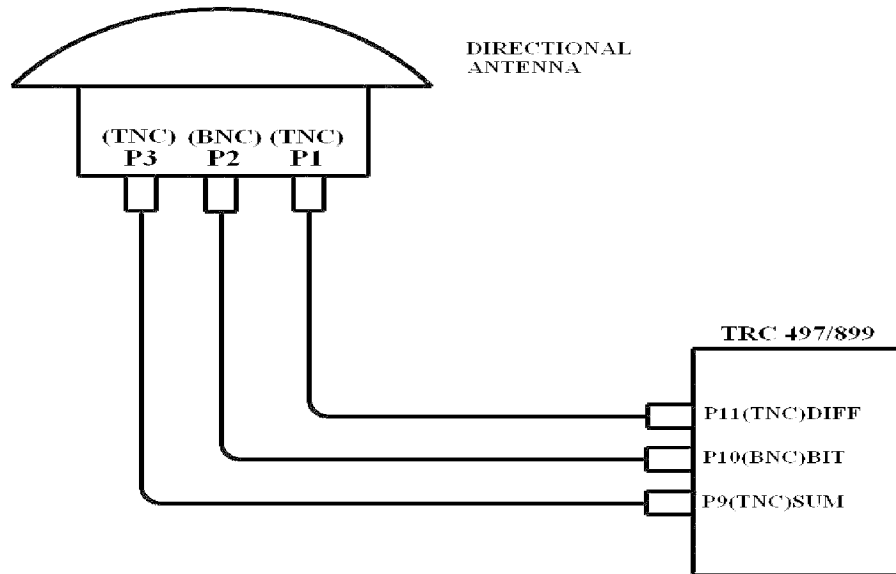 DIRECTIONAL
ANTENNA
(TNC) (BNC) (TNC)
P3 P2 P1
TRC 497/899
P11(TNC)DIFF
P10(BNC)BIT
P9(TNC)SUM